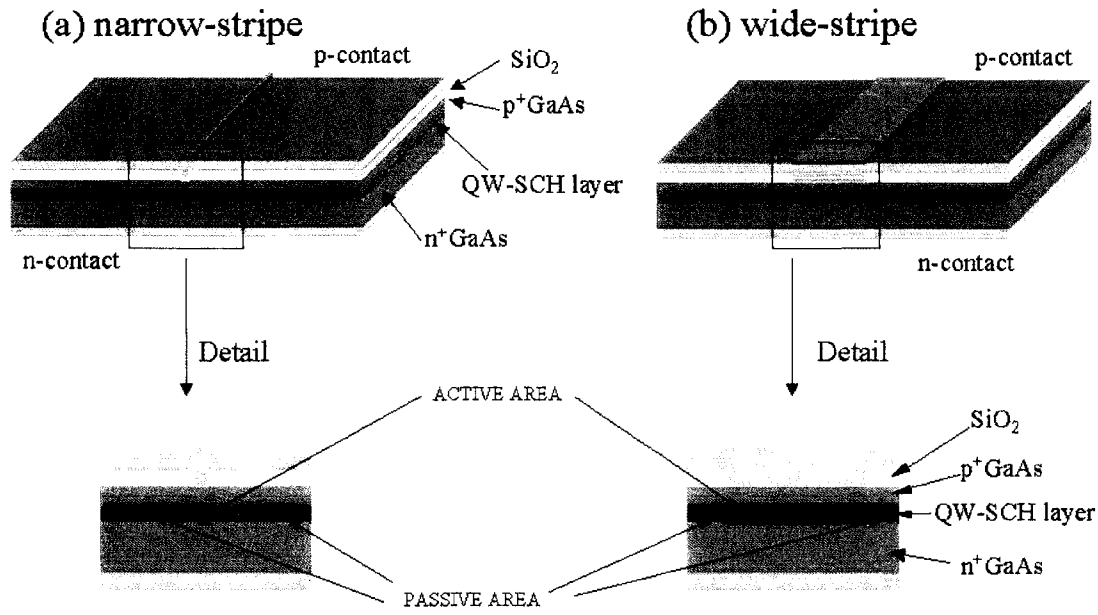 (a) narrow-stripe
(b) wide-stripe
p-contact
SiO₂
p⁺GaAs
QW-SCH layer
n⁺GaAs
n-contact
p-contact
n-contact
Detail
Detail
ACTIVE AREA
SiO₂
p⁺GaAs
QW-SCH layer
n⁺GaAs
PASSIVE AREA